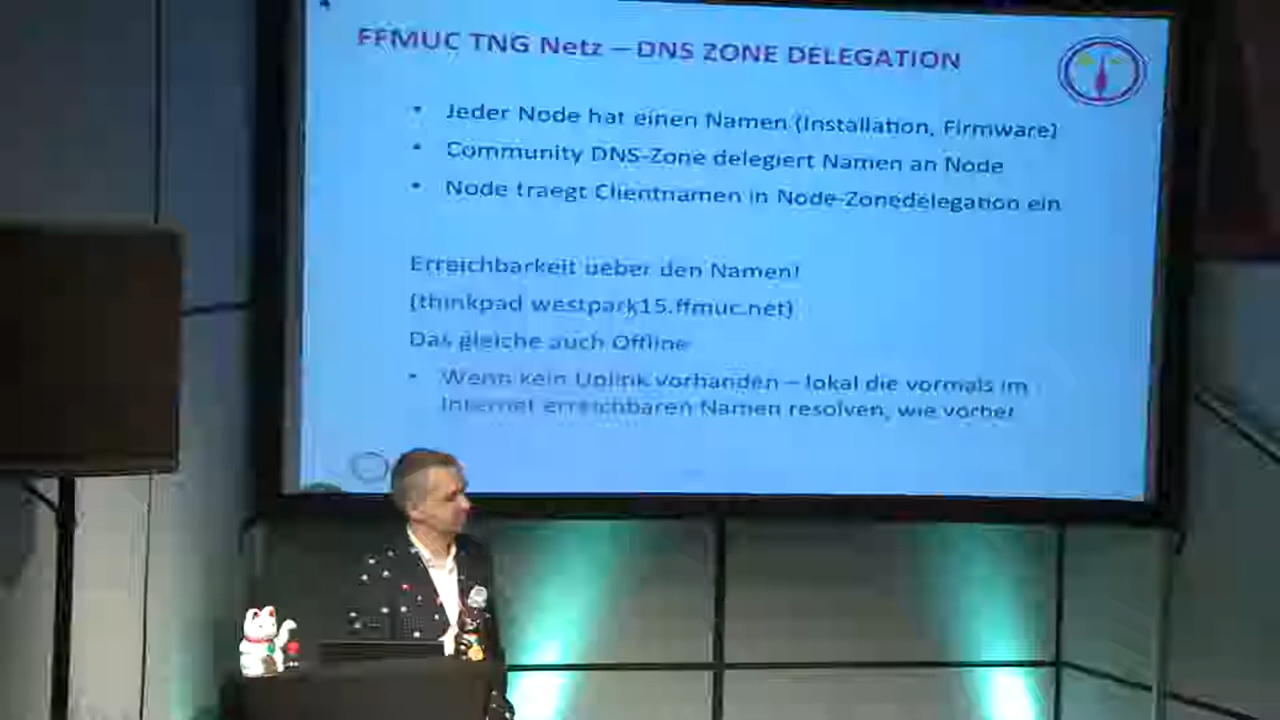 FFMUC TNG Netz – DNS ZONE DELEGATION
• Jeder Node hat einen Namen (Installation, Firmware)
• Community DNS-Zone delegiert Namen an Node
• Node traegt Clientnamen in Node-Zonedelegation ein
Erreichbarkeit ueber den Namen!
(thinkpad westpark15.ffmuc.net)
Das gleiche auch Offline
• Wenn kein Uplink vorhanden – lokal die vormals im
Internet erreichbaren Namen resolven, wie vorher